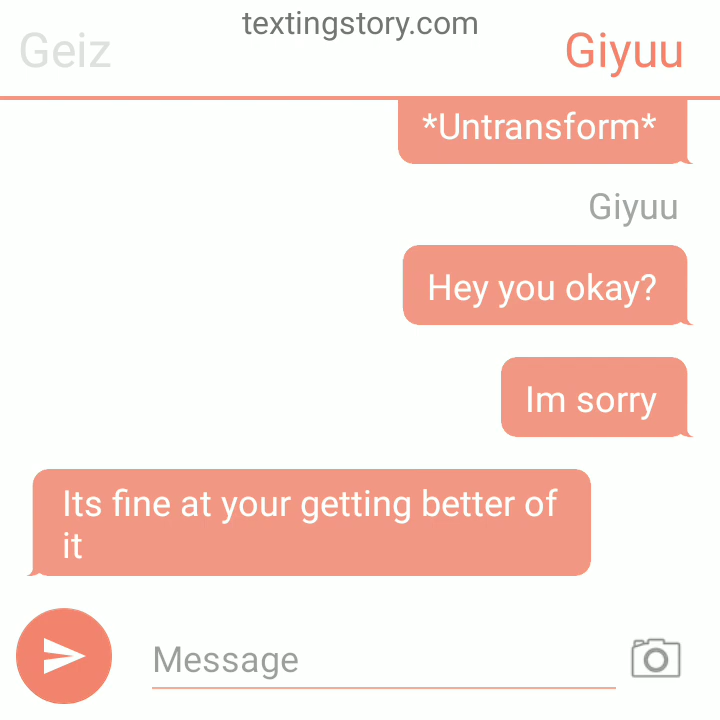 textingstory.com
Geiz
Giyuu
*Untransform*
Giyuu
Hey you okay?
Im sorry
Its fine at your getting better of
it
Message